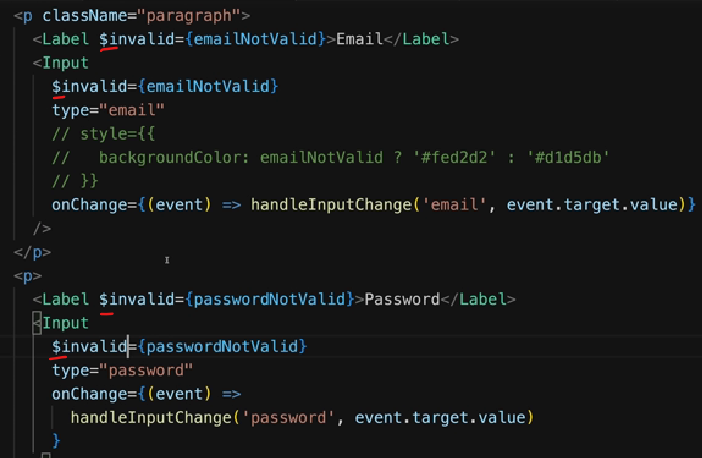 <p className="paragraph">
<Label $invalid={emailNotValid}>Email</Label>
<Input
$invalid={emailNotValid}
type="email"
// style={{
//   backgroundColor: emailNotValid ? '#fed2d2' : '#d1d5db'
// }}
onChange={(event) => handleInputChange('email', event.target.value)}
/>
</p>
<p>
<Label $invalid={passwordNotValid}>Password</Label>
<Input
$invalid={passwordNotValid}
type="password"
onChange={(event) =>
handleInputChange('password', event.target.value)
}